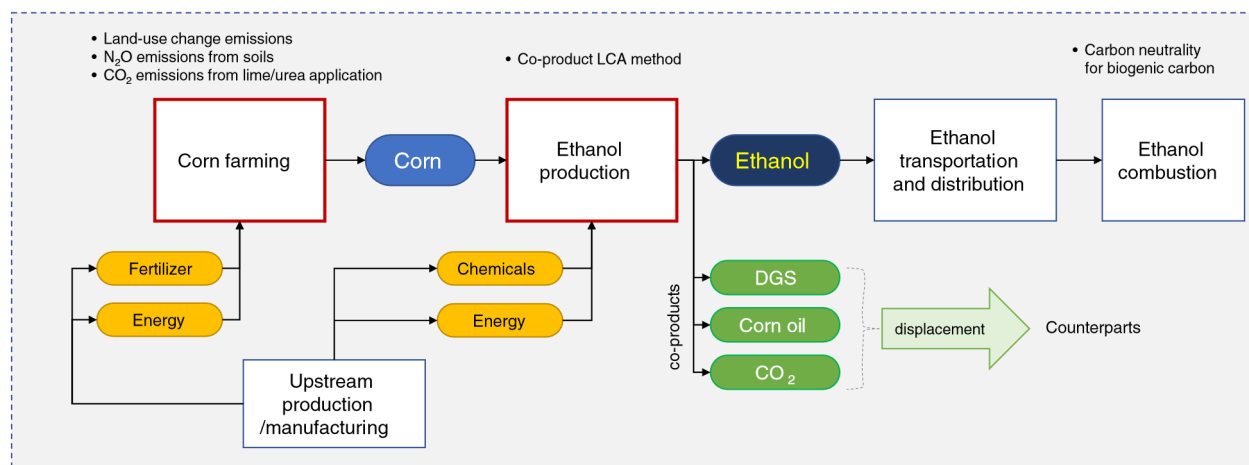 • Land-use change emissions
• N₂O emissions from soils
• CO₂ emissions from lime/urea application
• Co-product LCA method
• Carbon neutrality
for biogenic carbon
Corn farming
Corn
Ethanol
production
Ethanol
Ethanol
transportation
and distribution
Ethanol
combustion
Fertilizer
Energy
Chemicals
Energy
Upstream
production
/manufacturing
co-products
DGS
Corn oil
CO₂
displacement
Counterparts